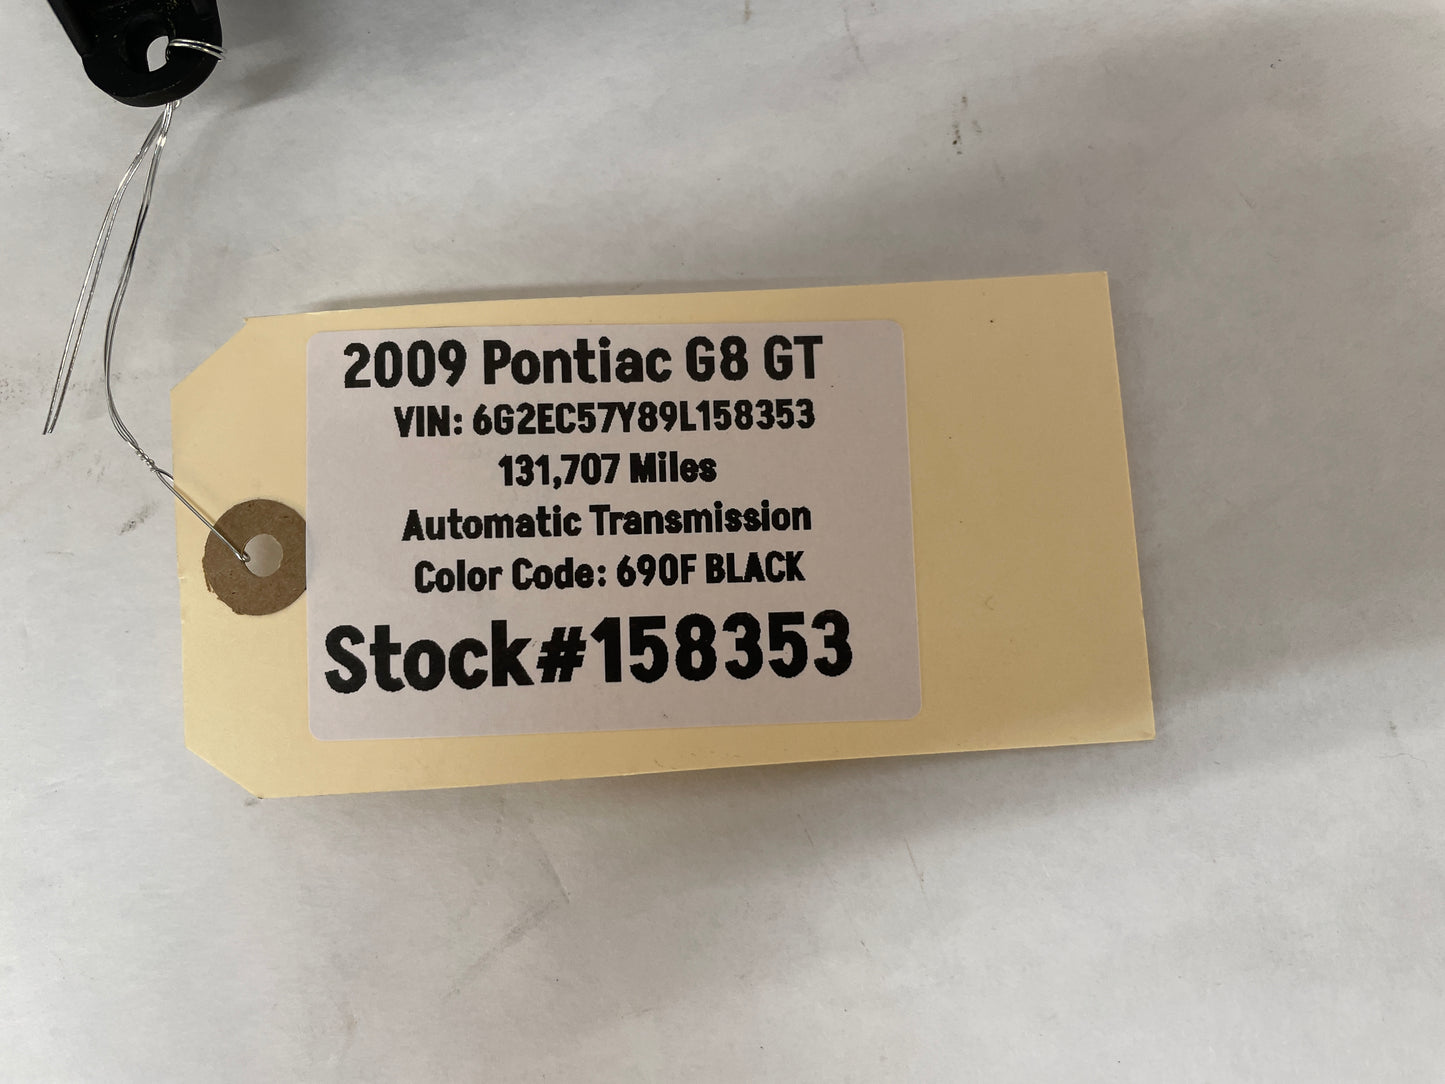 2009 Pontiac G8 GT
VIN: 6G2EC57Y89L158353
131,707 Miles
Automatic Transmission
Color Code: 690F BLACK
Stock#158353